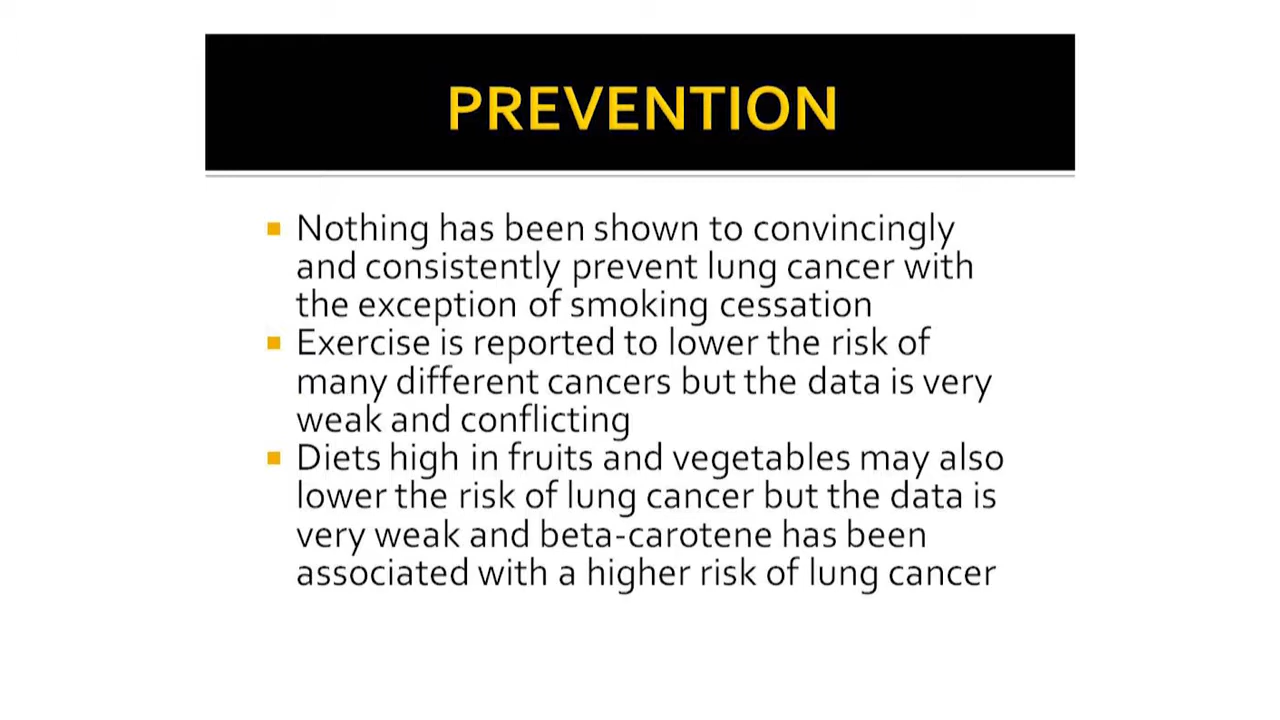 PREVENTION
Nothing has been shown to convincingly
and consistently prevent lung cancer with
the exception of smoking cessation
Exercise is reported to lower the risk of
many different cancers but the data is very
weak and conflicting
Diets high in fruits and vegetables may also
lower the risk of lung cancer but the data is
very weak and beta-carotene has been
associated with a higher risk of lung cancer